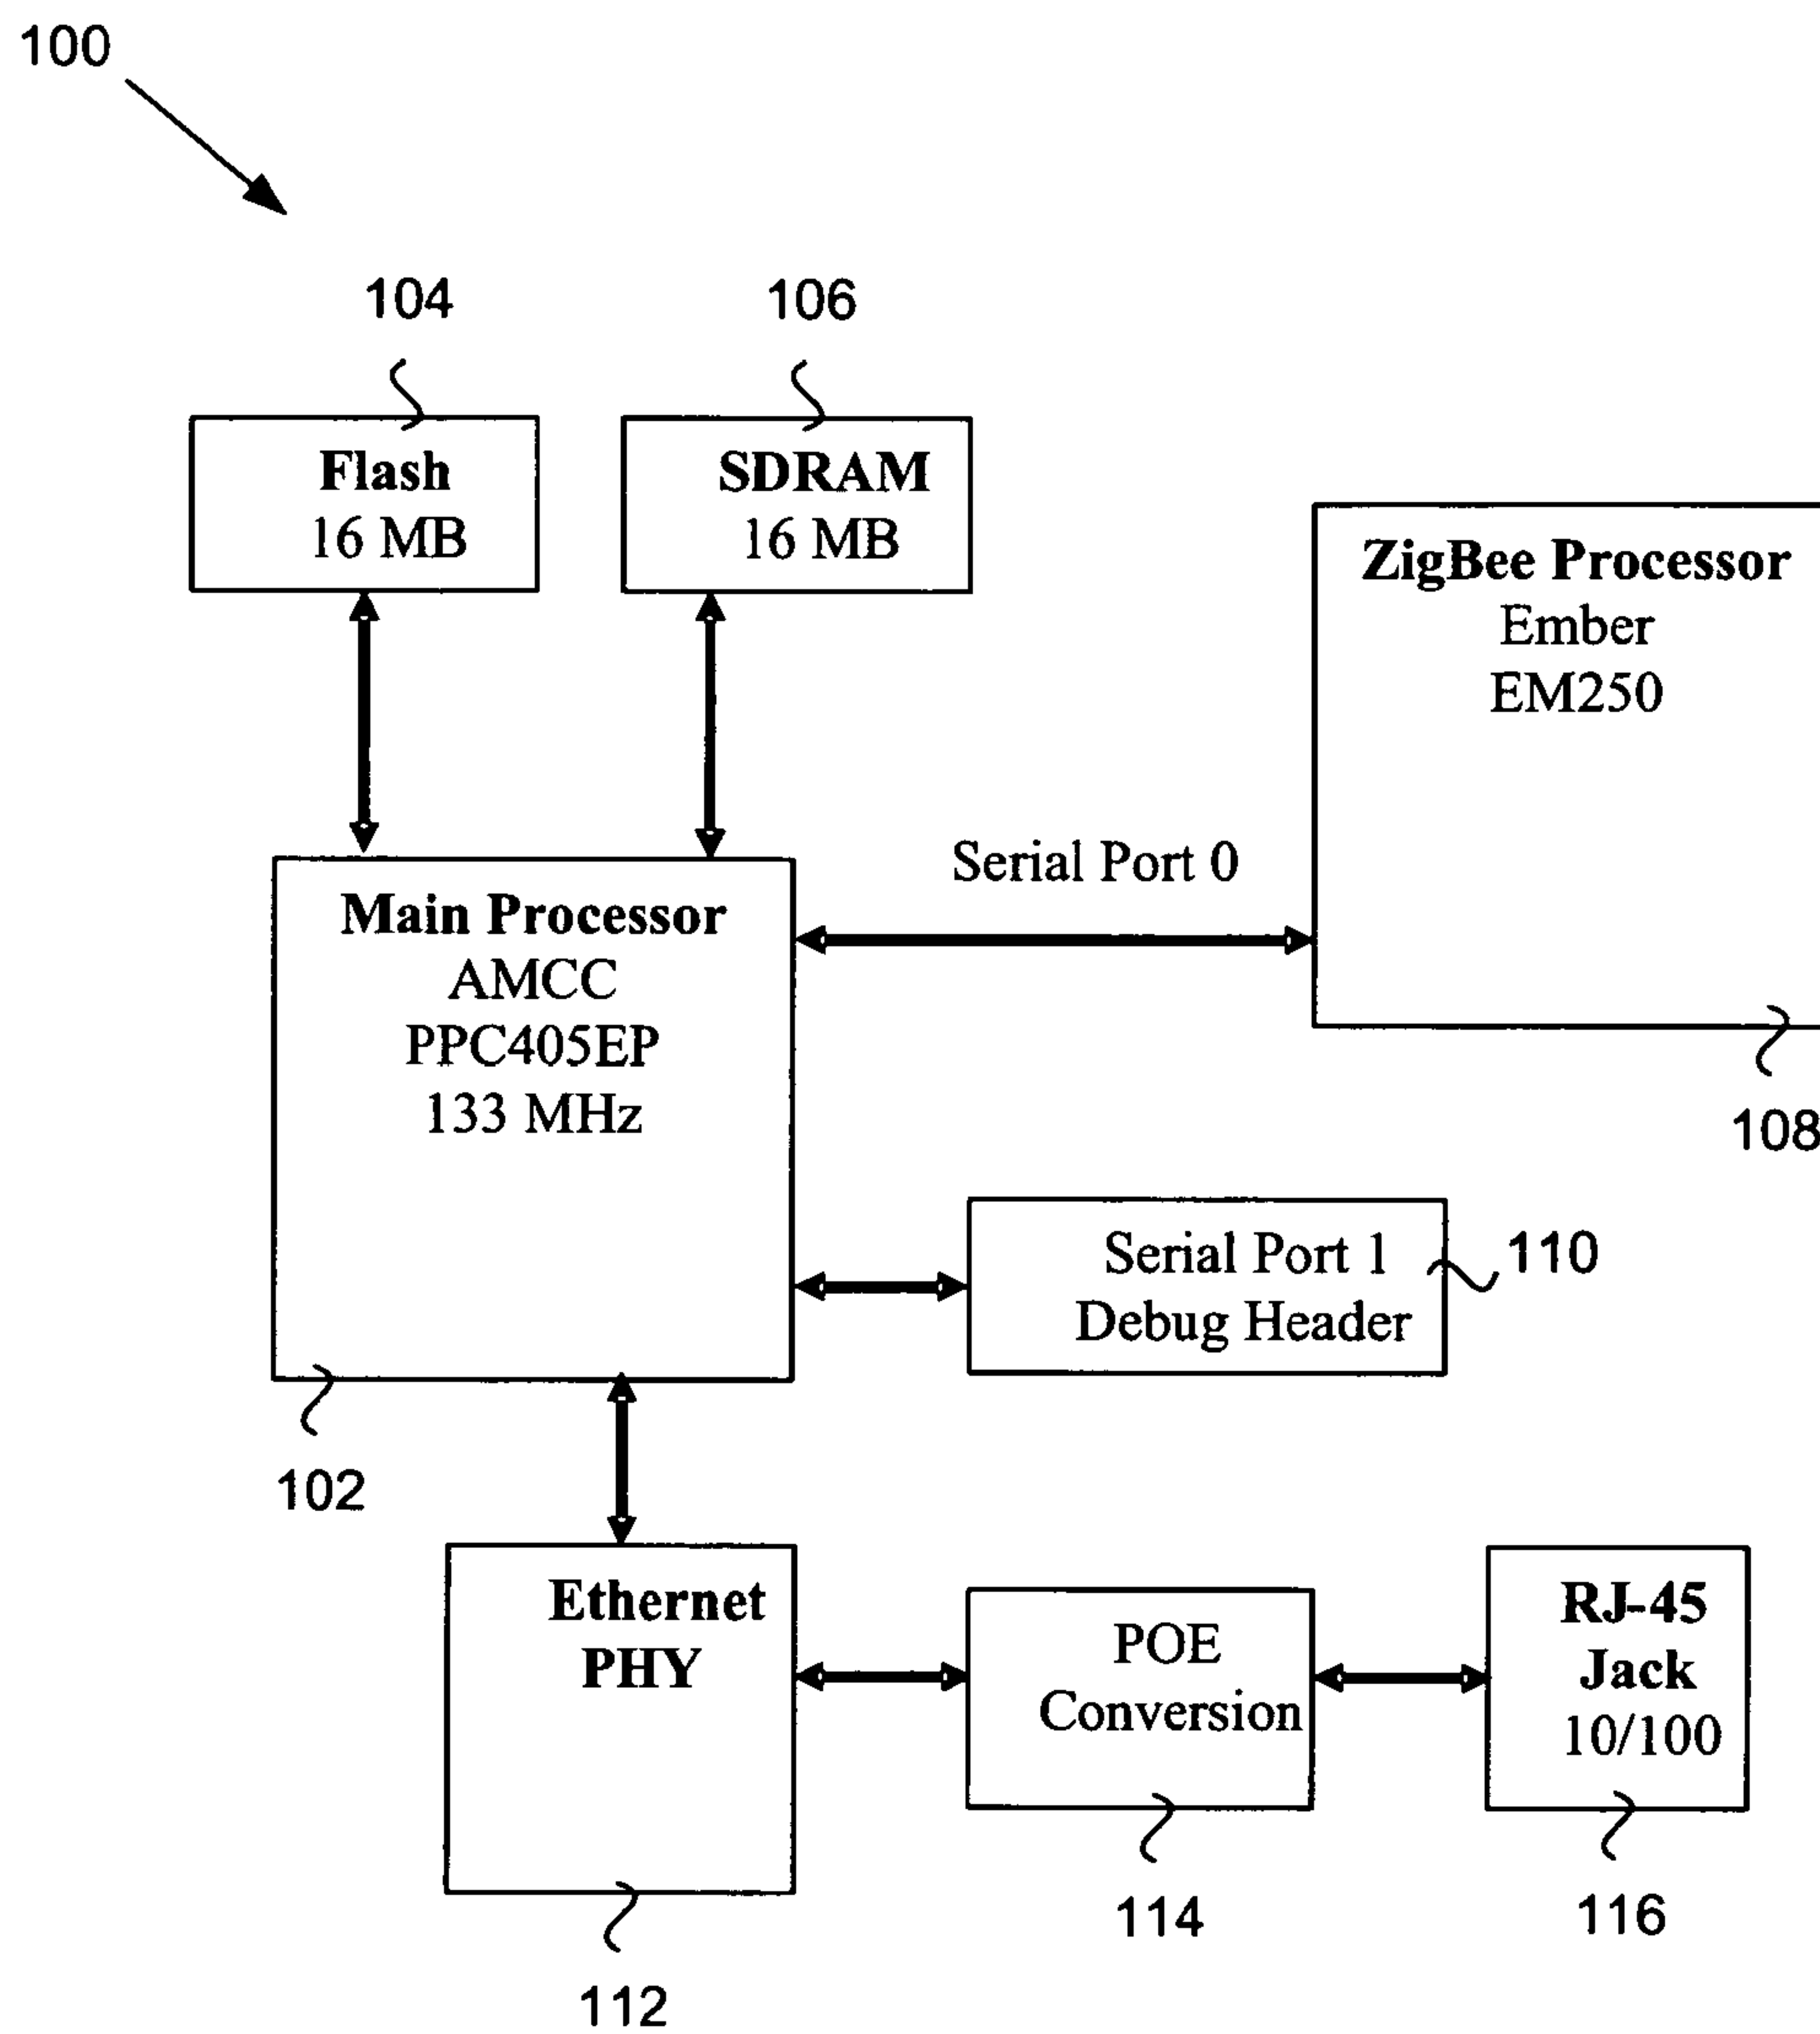 100
104
106
Flash
16 MB
SDRAM
16 MB
ZigBee Processor
Ember
EM250
Serial Port 0
Main Processor
AMCC
PPC405EP
133 MHz
108
Serial Port 1
Debug Header
110
102
Ethernet
PHY
POE
Conversion
RJ-45
Jack
10/100
114
116
112